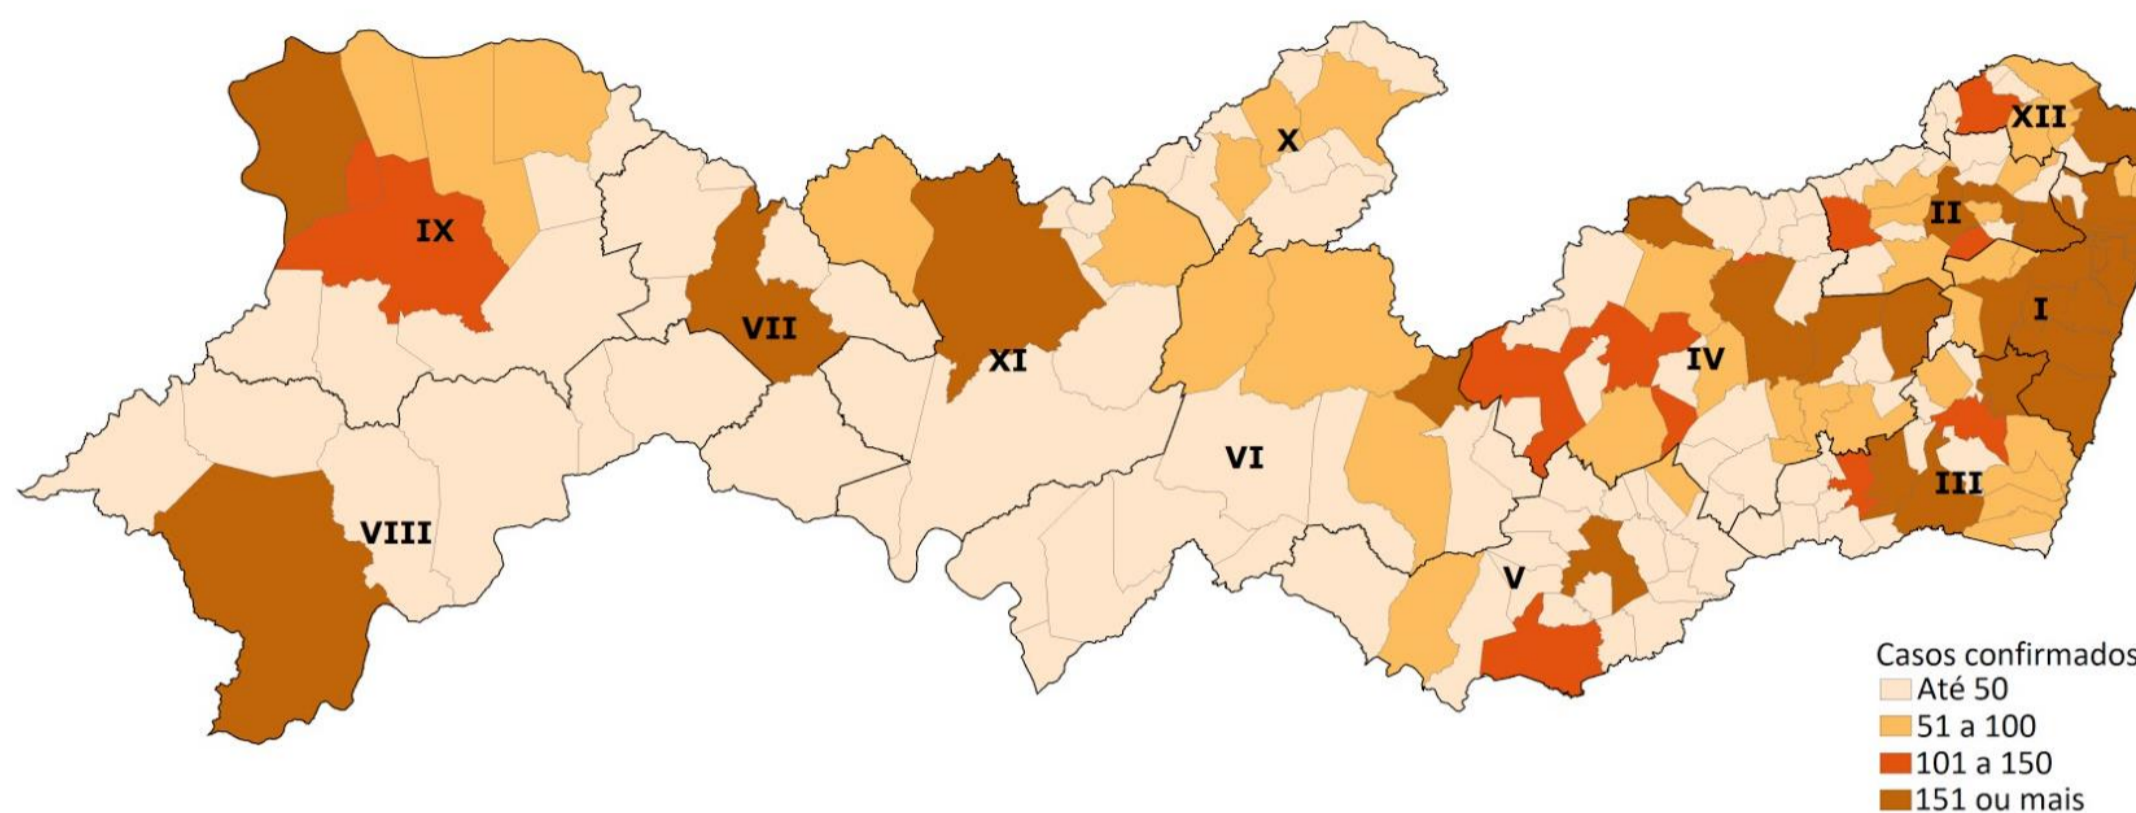 XII
X
II
IX
I
VII
XI
IV
VI
III
VIII
V
Casos confirmados
Até 50
51 a 100
101 a 150
151 ou mais